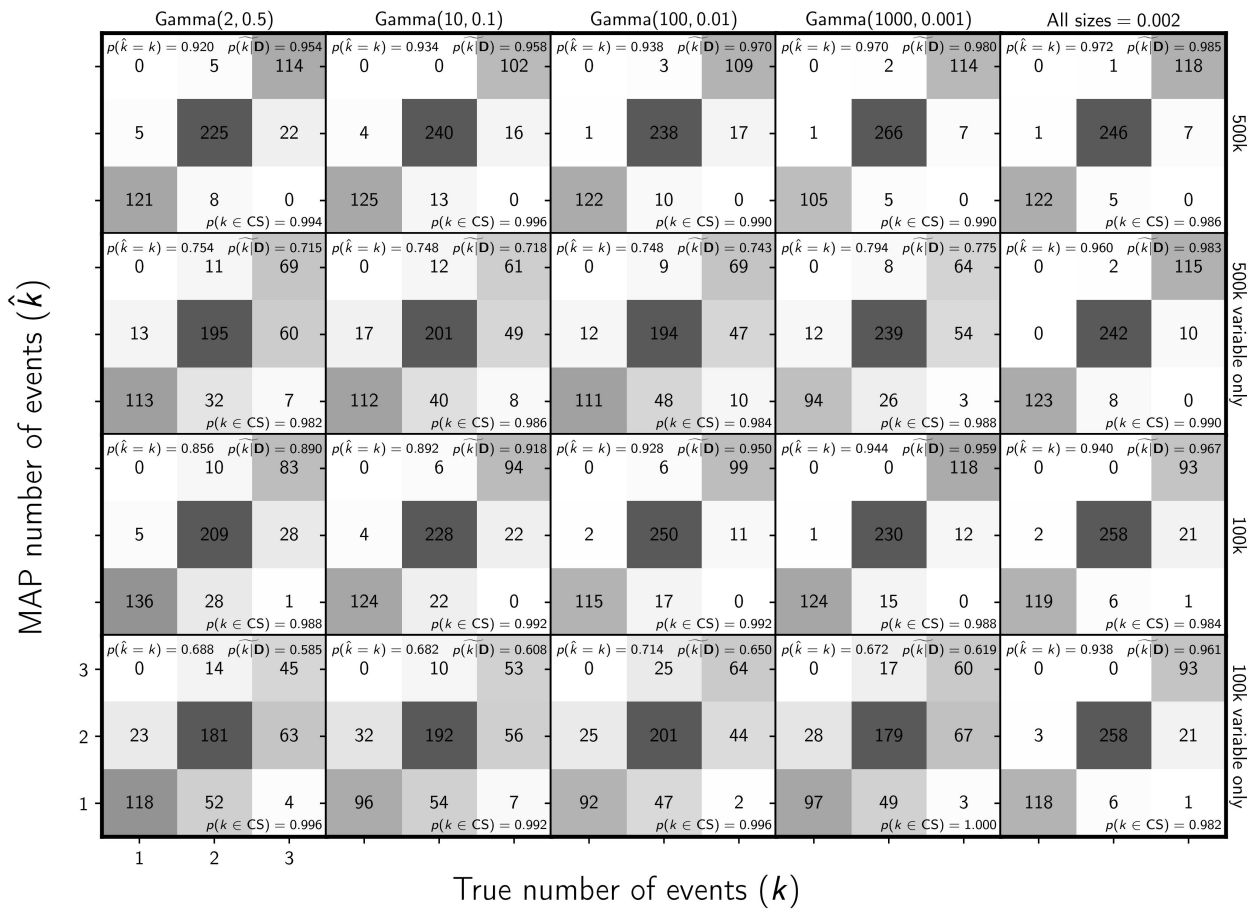 Gamma(2, 0.5) Gamma(10, 0.1) Gamma(100, 0.01) Gamma(1000, 0.001) All sizes = 0.002
p(k̂ = k) = 0.920 p(k|D) = 0.954 p(k̂ = k) = 0.934 p(k|D) = 0.958 p(k̂ = k) = 0.938 p(k|D) = 0.970 p(k̂ = k) = 0.970 p(k|D) = 0.980 p(k̂ = k) = 0.972 p(k|D) = 0.985
0 5 114 0 0 102 0 3 109 0 2 114 0 1 118
5 225 22 4 240 16 1 238 17 1 266 7 1 246 7
500k
121 8 0 125 13 0 122 10 0 105 5 0 122 5 0
p(k ∈ CS) = 0.994 p(k ∈ CS) = 0.996 p(k ∈ CS) = 0.990 p(k ∈ CS) = 0.990 p(k ∈ CS) = 0.986
p(k̂ = k) = 0.754 p(k|D) = 0.715 p(k̂ = k) = 0.748 p(k|D) = 0.718 p(k̂ = k) = 0.748 p(k|D) = 0.743 p(k̂ = k) = 0.794 p(k|D) = 0.775 p(k̂ = k) = 0.960 p(k|D) = 0.983
0 11 69 0 12 61 0 9 69 0 8 64 0 2 115
13 195 60 17 201 49 12 194 47 12 239 54 0 242 10
500k variable only
113 32 7 112 40 8 111 48 10 94 26 3 123 8 0
p(k ∈ CS) = 0.982 p(k ∈ CS) = 0.986 p(k ∈ CS) = 0.984 p(k ∈ CS) = 0.988 p(k ∈ CS) = 0.990
p(k̂ = k) = 0.856 p(k|D) = 0.890 p(k̂ = k) = 0.892 p(k|D) = 0.918 p(k̂ = k) = 0.928 p(k|D) = 0.950 p(k̂ = k) = 0.944 p(k|D) = 0.959 p(k̂ = k) = 0.940 p(k|D) = 0.967
0 10 83 0 6 94 0 6 99 0 0 118 0 0 93
5 209 28 4 228 22 2 250 11 1 230 12 2 258 21
100k
136 28 1 124 22 0 115 17 0 124 15 0 119 6 1
p(k ∈ CS) = 0.988 p(k ∈ CS) = 0.992 p(k ∈ CS) = 0.992 p(k ∈ CS) = 0.988 p(k ∈ CS) = 0.984
p(k̂ = k) = 0.688 p(k|D) = 0.585 p(k̂ = k) = 0.682 p(k|D) = 0.608 p(k̂ = k) = 0.714 p(k|D) = 0.650 p(k̂ = k) = 0.672 p(k|D) = 0.619 p(k̂ = k) = 0.938 p(k|D) = 0.961
3 0 14 45 0 10 53 0 25 64 0 17 60 0 0 93
2 23 181 63 32 192 56 25 201 44 28 179 67 3 258 21
100k variable only
1 118 52 4 96 54 7 92 47 2 97 49 3 118 6 1
p(k ∈ CS) = 0.996 p(k ∈ CS) = 0.992 p(k ∈ CS) = 0.996 p(k ∈ CS) = 1.000 p(k ∈ CS) = 0.982
1 2 3
MAP number of events (k̂)
True number of events (k)